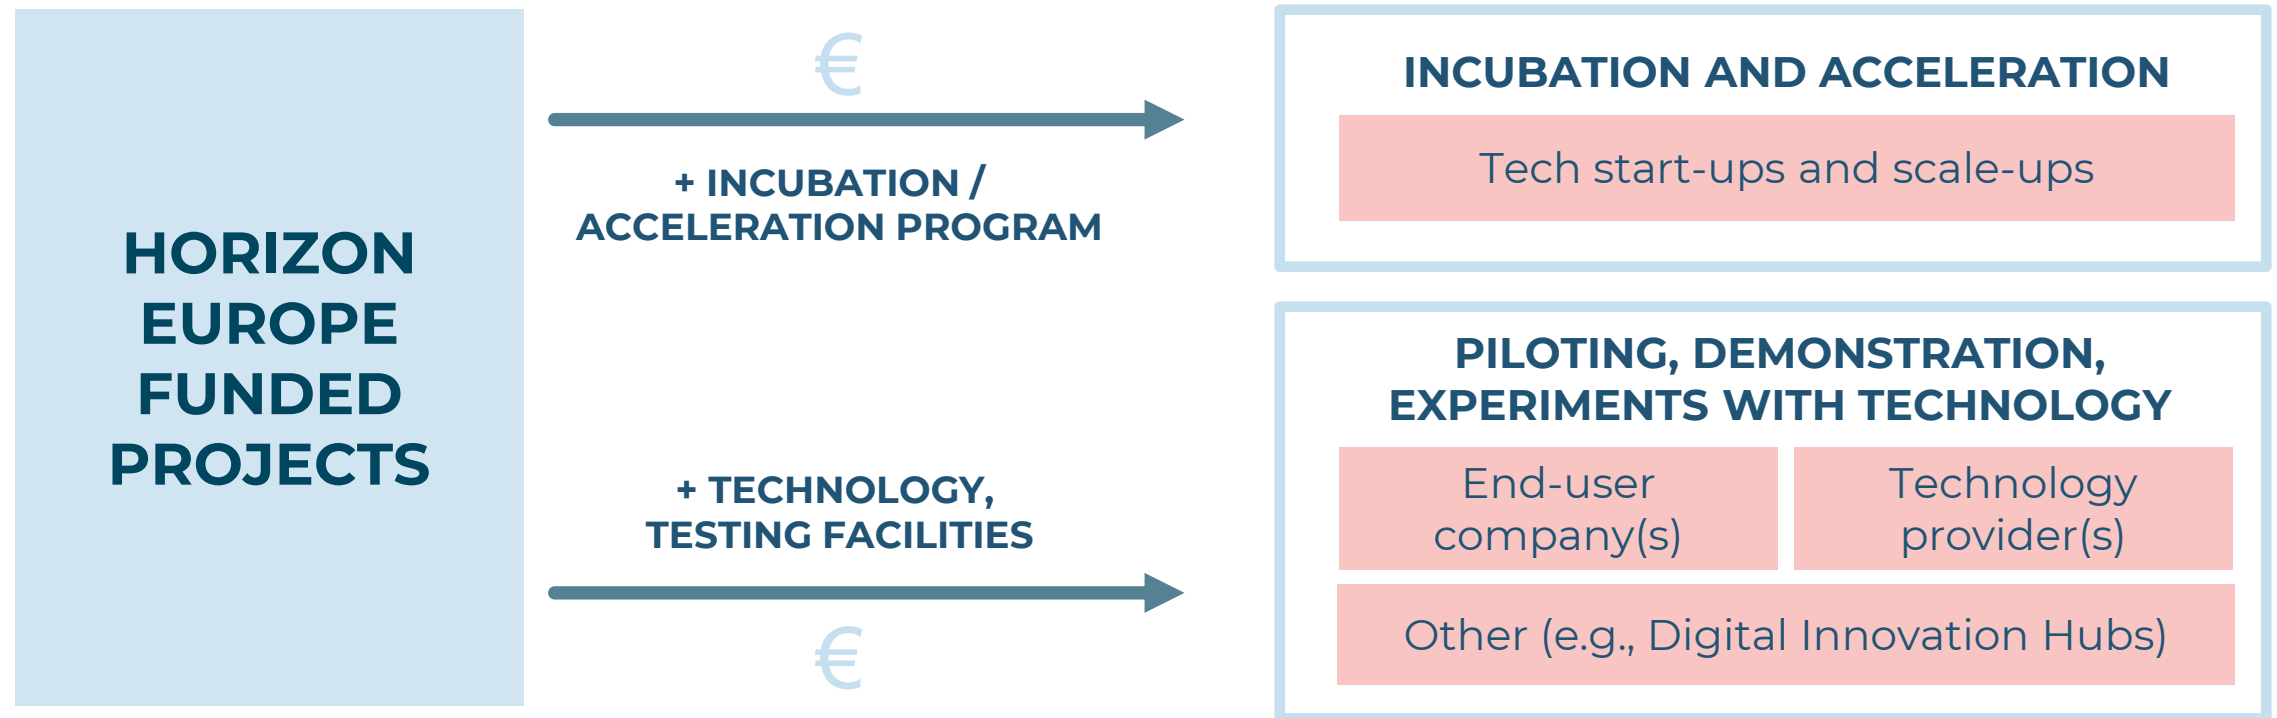 HORIZON
EUROPE
FUNDED
PROJECTS
€
+ INCUBATION /
ACCELERATION PROGRAM
+ TECHNOLOGY,
TESTING FACILITIES
€
INCUBATION AND ACCELERATION
Tech start-ups and scale-ups
PILOTING, DEMONSTRATION,
EXPERIMENTS WITH TECHNOLOGY
End-user
company(s)
Technology
provider(s)
Other (e.g., Digital Innovation Hubs)